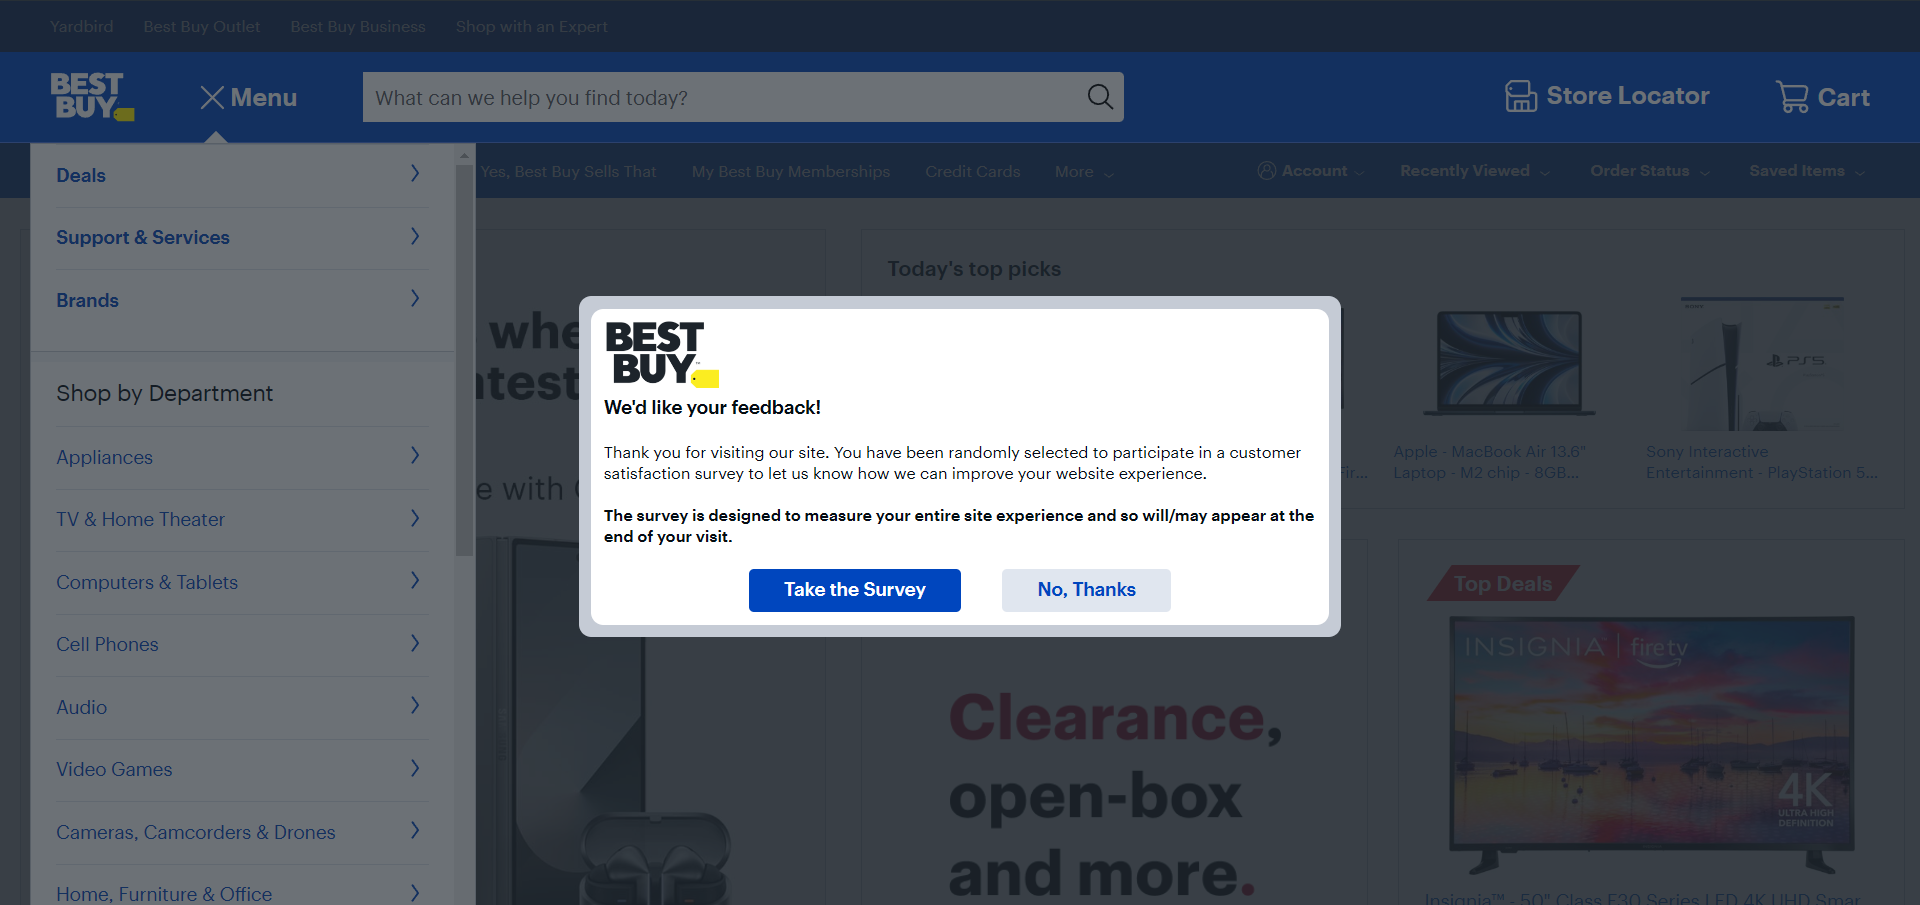 Yardbird
Best Buy Outlet
Best Buy Business
Shop with an Expert
BEST
BUY
Menu
What can we help you find today?
Store Locator
Cart
Yes, Best Buy Sells That
My Best Buy Memberships
Credit Cards
More
Account
Recently Viewed
Order Status
Saved Items
Deals
Support & Services
Brands
Shop by Department
Appliances
TV & Home Theater
Computers & Tablets
Cell Phones
Audio
Video Games
Cameras, Camcorders & Drones
Home, Furniture & Office
e with
BEST
BUY
We'd like your feedback!
Thank you for visiting our site. You have been randomly selected to participate in a customer
satisfaction survey to let us know how we can improve your website experience.
The survey is designed to measure your entire site experience and so will/may appear at the
end of your visit.
Take the Survey
No, Thanks
Today's top picks
Apple - MacBook Air 13.6"
Laptop - M2 chip - 8GB...
PS5
Sony Interactive
Entertainment - PlayStation 5...
Clearance,
open-box
and more.
Top Deals
INSIGNIA™ | firetv
4K
ULTRA HIGH
DEFINITION
Insignia™ - 50" Class F30 Series LED 4K UHD Smar